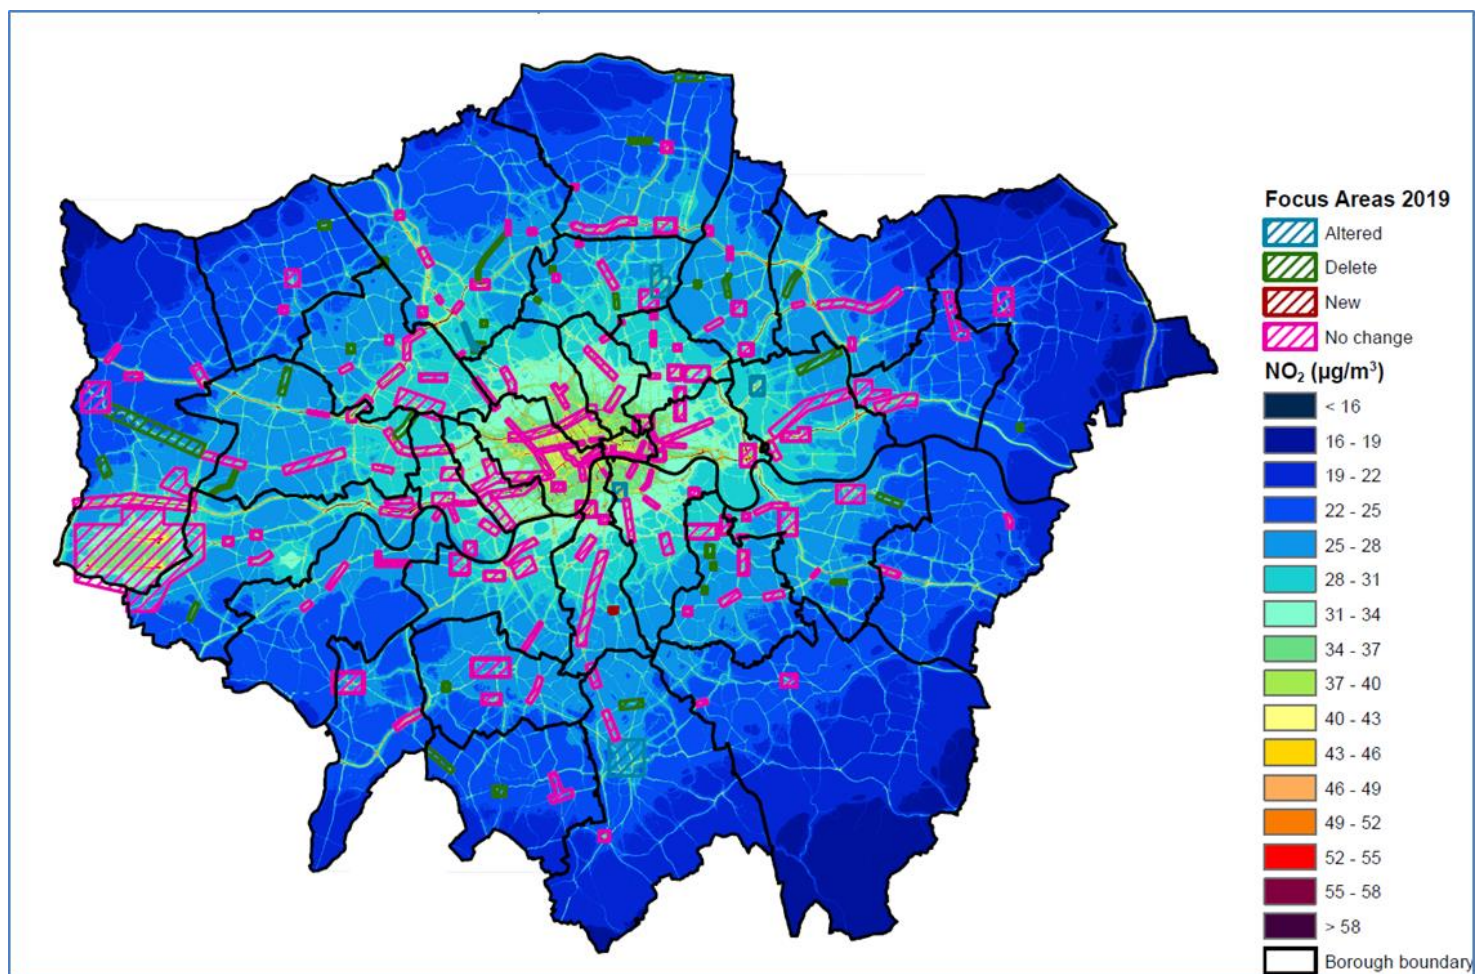 Focus Areas 2019
Altered
Delete
New
No change
NO₂ (µg/m³)
< 16
16 - 19
19 - 22
22 - 25
25 - 28
28 - 31
31 - 34
34 - 37
37 - 40
40 - 43
43 - 46
46 - 49
49 - 52
52 - 55
55 - 58
> 58
Borough boundary